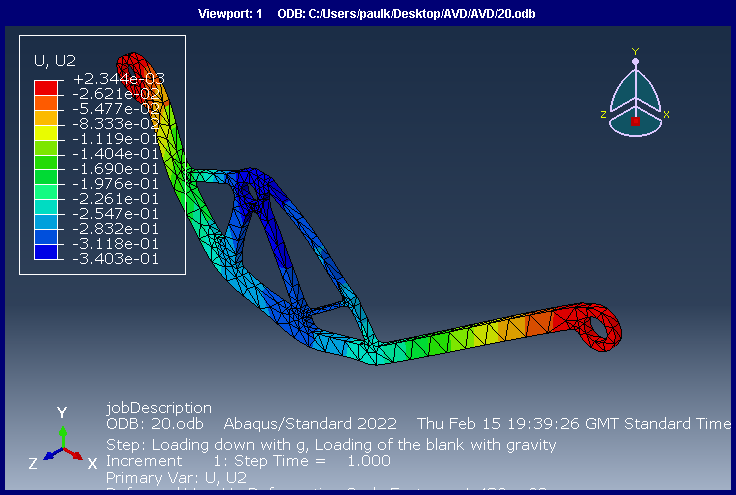 Viewport: 1 ODB: C:/Users/paulk/Desktop/AVD/AVD/20.odb
U, U2
+2.344e-03
-2.621e-02
-5.477e-02
-8.333e-02
-1.119e-01
-1.404e-01
-1.690e-01
-1.976e-01
-2.261e-01
-2.547e-01
-2.832e-01
-3.118e-01
-3.403e-01
Y
Z X
Y
Z X
jobDescription
ODB: 20.odb Abaqus/Standard 2022 Thu Feb 15 19:39:26 GMT Standard Time
Step: Loading down with g, Loading of the blank with gravity
Increment 1: Step Time = 1.000
Primary Var: U, U2